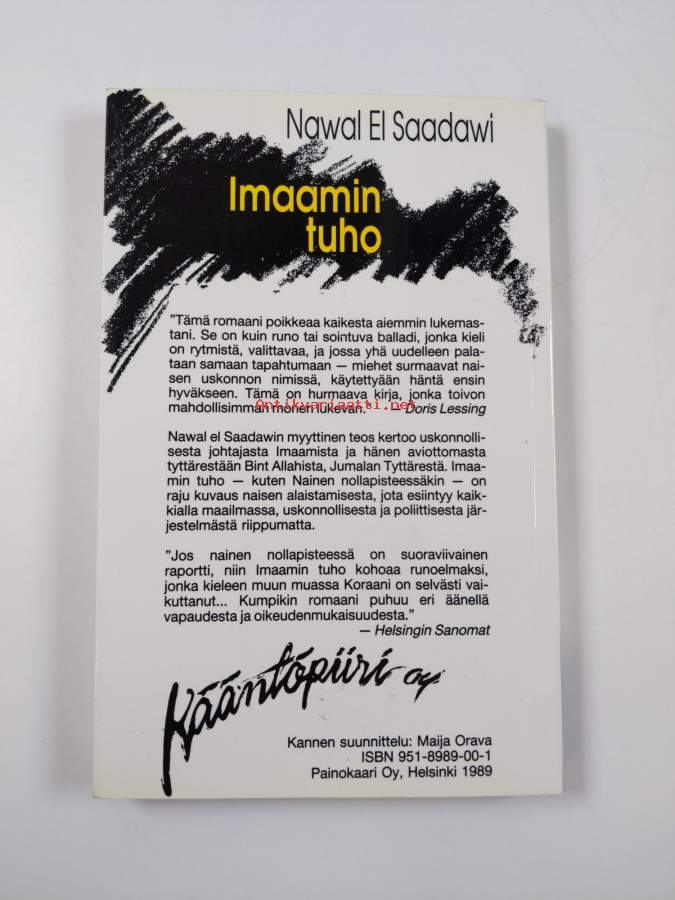 Nawal El Saadawi
Imaamin
tuho
"Tämä romaani poikkeaa kaikesta aiemmin lukemas-
tani. Se on kuin runo tai sointuva balladi, jonka kieli
on rytmistä, valittavaa, ja jossa yhä uudelleen pala-
taan samaan tapahtumaan — miehet surmaavat nai-
sen uskonnon nimissä, käytettyään häntä ensin
hyväkseen. Tämä on hurmaava kirja, jonka toivon
mahdollisimman monen lukevan." — Doris Lessing
Antikvariaatti.net
Nawal el Saadawin myyttinen teos kertoo uskonnolli-
sesta johtajasta Imaamista ja hänen aviottomasta
tyttärestään Bint Allahista, Jumalan Tyttärestä. Imaa-
min tuho — kuten Nainen nollapisteessäkin — on
raju kuvaus naisen alaistamisesta, jota esiintyy kaik-
kialla maailmassa, uskonnollisesta ja poliittisesta jär-
jestelmästä riippumatta.
"Jos nainen nollapisteessä on suoraviivainen
raportti, niin Imaamin tuho kohoaa runoelmaksi,
jonka kieleen muun muassa Koraani on selvästi vai-
kuttanut... Kumpikin romaani puhuu eri äänellä
vapaudesta ja oikeudenmukaisuudesta."
— Helsingin Sanomat
Kääntöpiiri oy
Kannen suunnittelu: Maija Orava
ISBN 951-8989-00-1
Painokaari Oy, Helsinki 1989